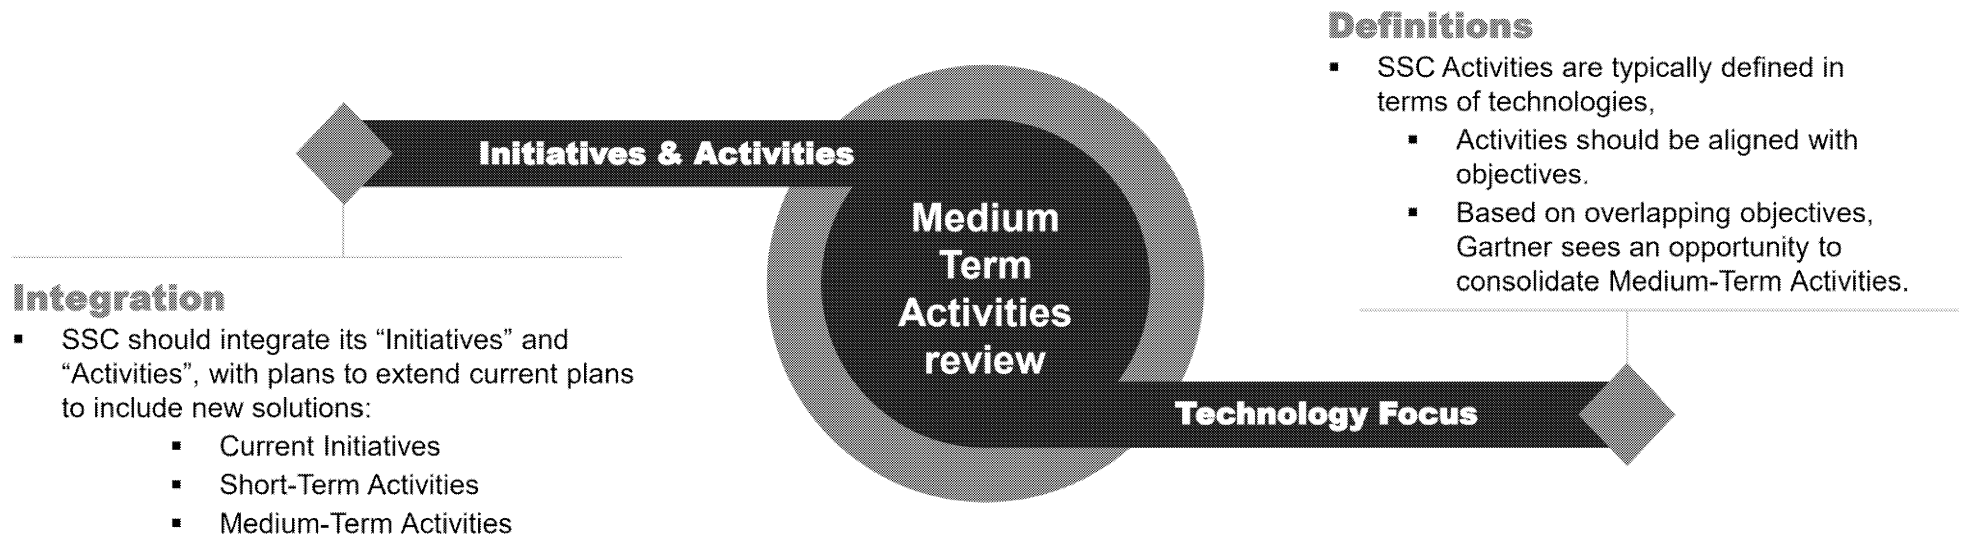 Definitions
▪ SSC Activities are typically defined in
terms of technologies,
▪ Activities should be aligned with
objectives.
▪ Based on overlapping objectives,
Gartner sees an opportunity to
consolidate Medium-Term Activities.
Initiatives & Activities
Medium
Term
Activities
review
Technology Focus
Integration
▪ SSC should integrate its “Initiatives” and
“Activities”, with plans to extend current plans
to include new solutions:
▪ Current Initiatives
▪ Short-Term Activities
▪ Medium-Term Activities